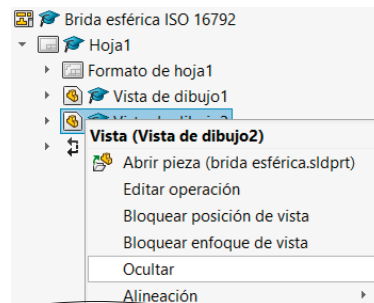 Brida esférica ISO 16792
Hoja1
Formato de hoja1
Vista de dibujo1
Vista (Vista de dibujo2)
Abrir pieza (brida esférica.sldprt)
Editar operación
Bloquear posición de vista
Bloquear enfoque de vista
Ocultar
Alineación